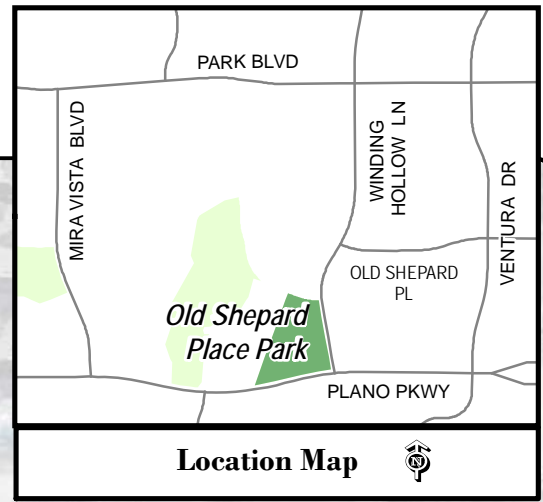 PARK BLVD
MIRA VISTA BLVD
WINDING
HOLLOW LN
VENTURA DR
OLD SHEPARD
PL
Old Shepard
Place Park
PLANO PKWY
Location Map
N